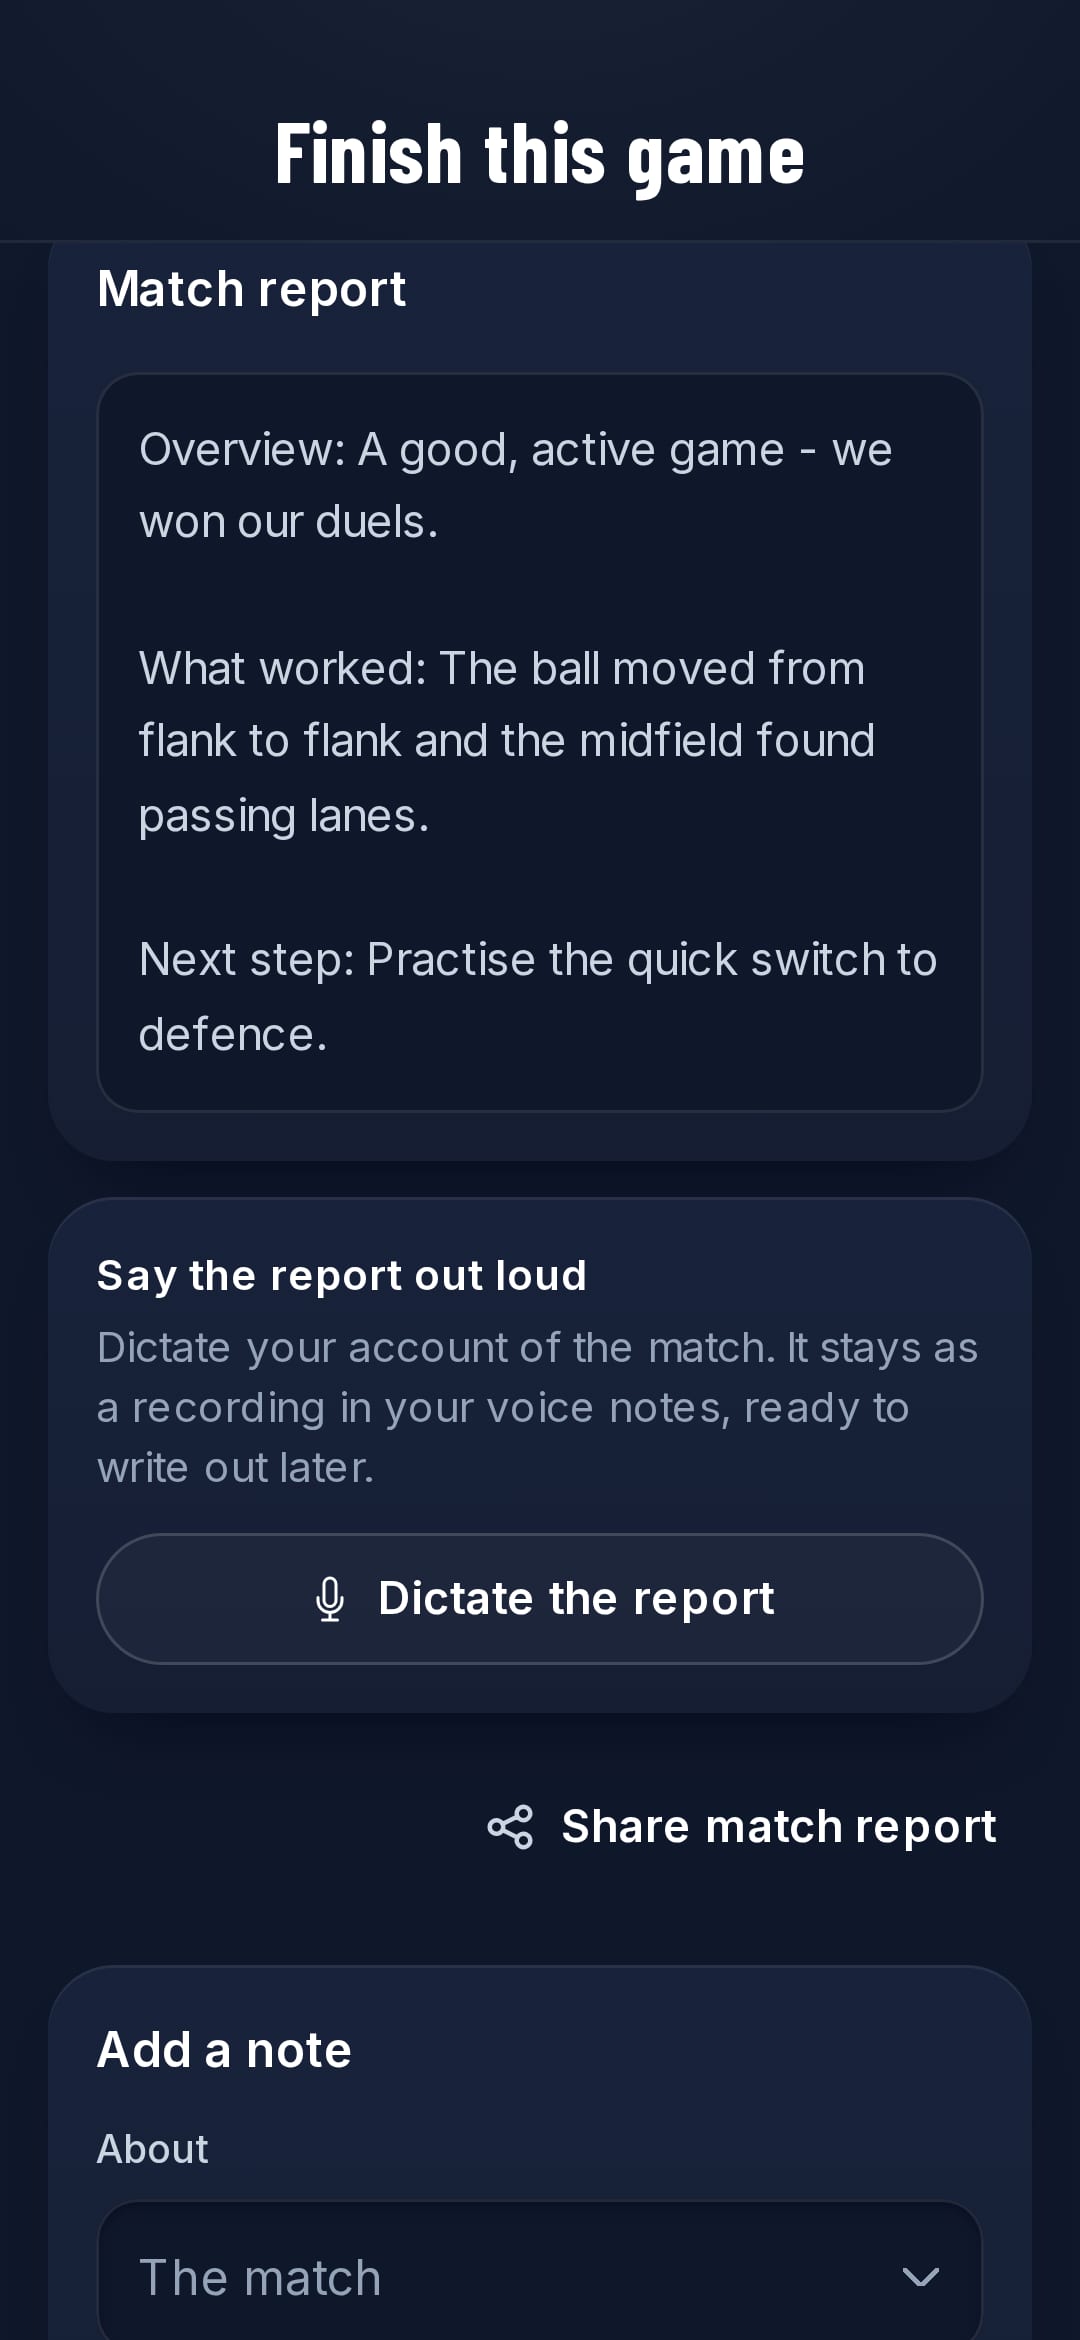 Finish this game
Match report
Overview: A good, active game - we
won our duels.
What worked: The ball moved from
flank to flank and the midfield found
passing lanes.
Next step: Practise the quick switch to
defence.
Say the report out loud
Dictate your account of the match. It stays as
a recording in your voice notes, ready to
write out later.
Dictate the report
Share match report
Add a note
About
The match